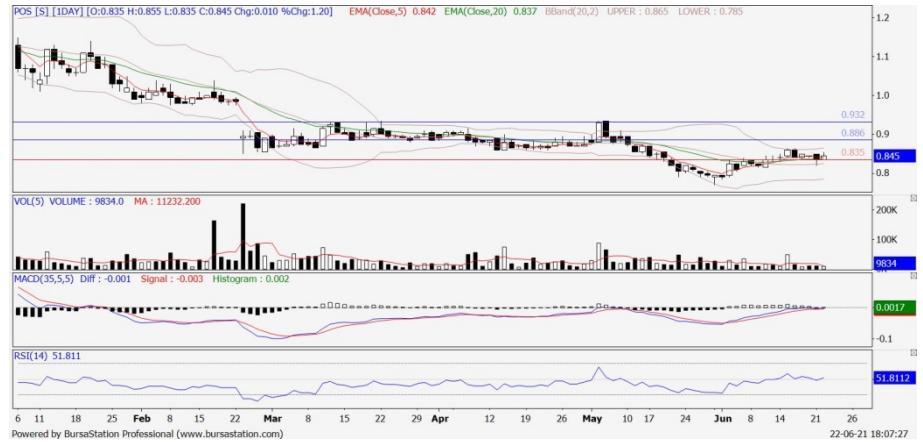 POS [S] [1DAY] [O:0.835 H:0.855 L:0.835 C:0.845 Chg:0.010 %Chg:1.20] EMA(Close,5) 0.842 EMA(Close,20) 0.837 BBand(20,2) UPPER : 0.865 LOWER : 0.785
1.2
1.1
1.0
0.932
0.9
0.886
0.835
0.845
0.8
VOL(5) VOLUME : 9834.0 MA : 11232.200
200K
100K
9834
MACD(35,5,5) Diff : -0.001 Signal : -0.003 Histogram : 0.002
0.0017
-0.1
RSI(14) 51.811
51.8112
6 11 18 25 Feb 8 15 22 Mar 8 15 22 29 Apr 12 19 26 May 10 17 24 Jun 8 14 21 26
Powered by BursaStation Professional (www.bursastation.com) 22-06-21 18:07:27